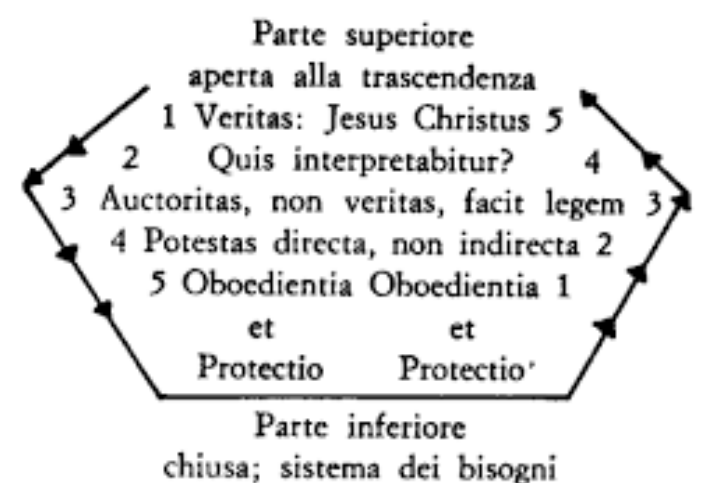 Parte superiore
aperta alla trascendenza
1 Veritas: Jesus Christus 5
2 Quis interpretabitur? 4
3 Auctoritas, non veritas, facit legem 3
4 Potestas directa, non indirecta 2
5 Oboedientia Oboedientia 1
et et
Protectio Protectio
Parte inferiore
chiusa; sistema dei bisogni